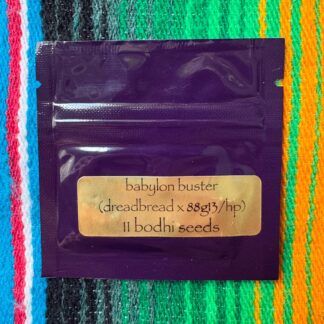 babylon buster
(dreadbread x 88g13/hp)
11 bodhi seeds